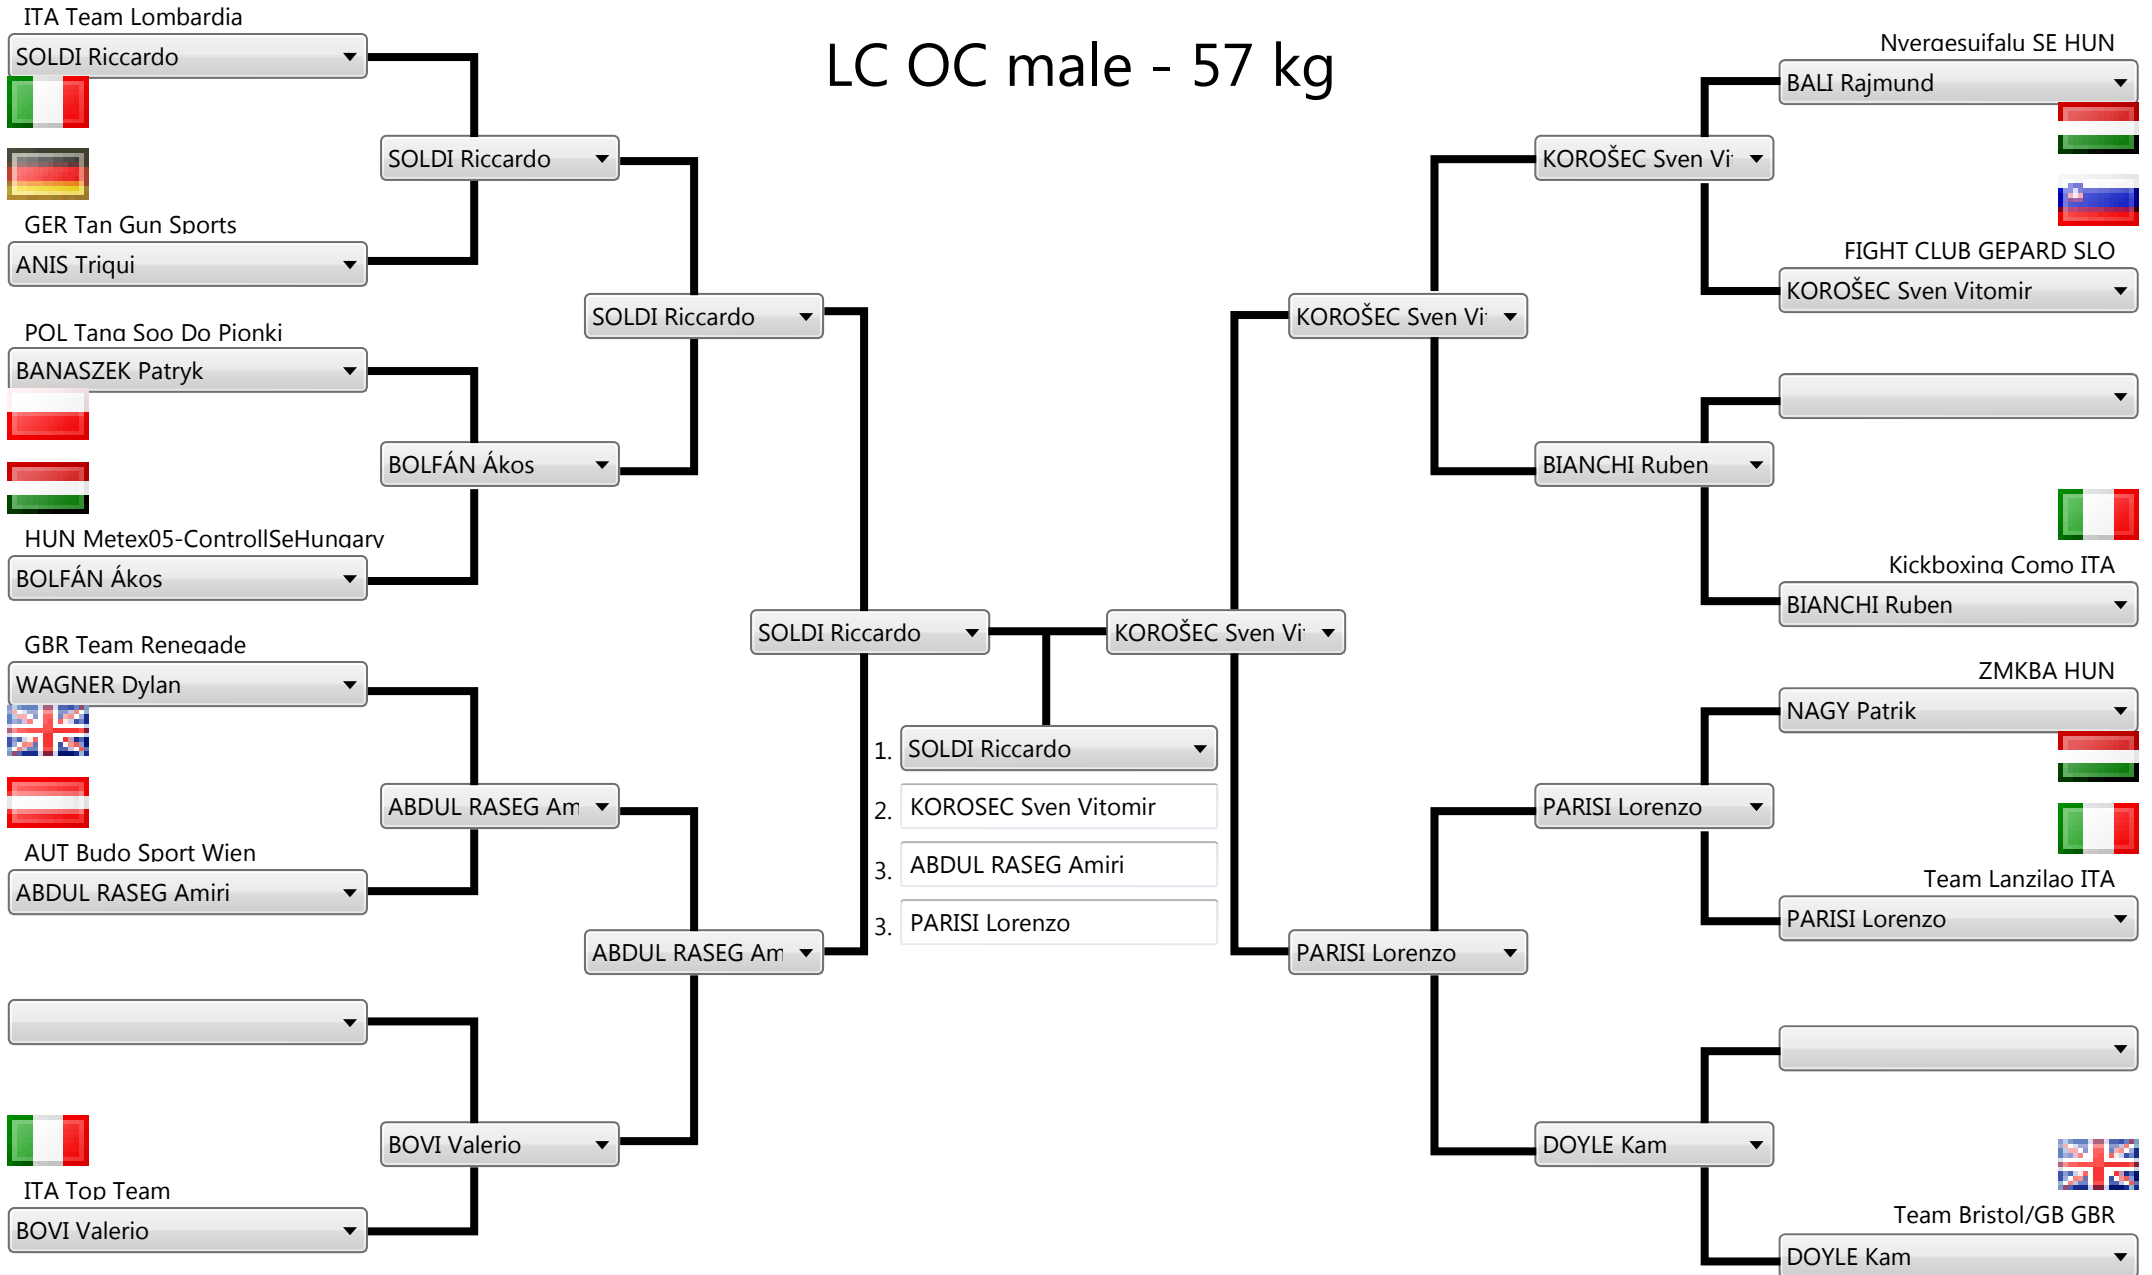 LC OC male - 57 kg
ITA Team Lombardia
SOLDI Riccardo
GER Tan Gun Sports
ANIS Triqui
POL Tang Soo Do Pionki
BANASZEK Patryk
HUN Metex05-ControllSeHungary
BOLFÁN Ákos
GBR Team Renegade
WAGNER Dylan
AUT Budo Sport Wien
ABDUL RASEG Amiri
ITA Top Team
BOVI Valerio
SOLDI Riccardo
BOLFÁN Ákos
ABDUL RASEG Am
BOVI Valerio
SOLDI Riccardo
ABDUL RASEG Am
SOLDI Riccardo
KOROŠEC Sven Vi
1. SOLDI Riccardo
2. KOROSEC Sven Vitomir
3. ABDUL RASEG Amiri
3. PARISI Lorenzo
KOROŠEC Sven Vi
PARISI Lorenzo
KOROŠEC Sven Vi
BIANCHI Ruben
PARISI Lorenzo
DOYLE Kam
Nyergesujfalu SE HUN
BALI Rajmund
FIGHT CLUB GEPARD SLO
KOROŠEC Sven Vitomir
Kickboxing Como ITA
BIANCHI Ruben
ZMKBA HUN
NAGY Patrik
Team Lanzilao ITA
PARISI Lorenzo
Team Bristol/GB GBR
DOYLE Kam